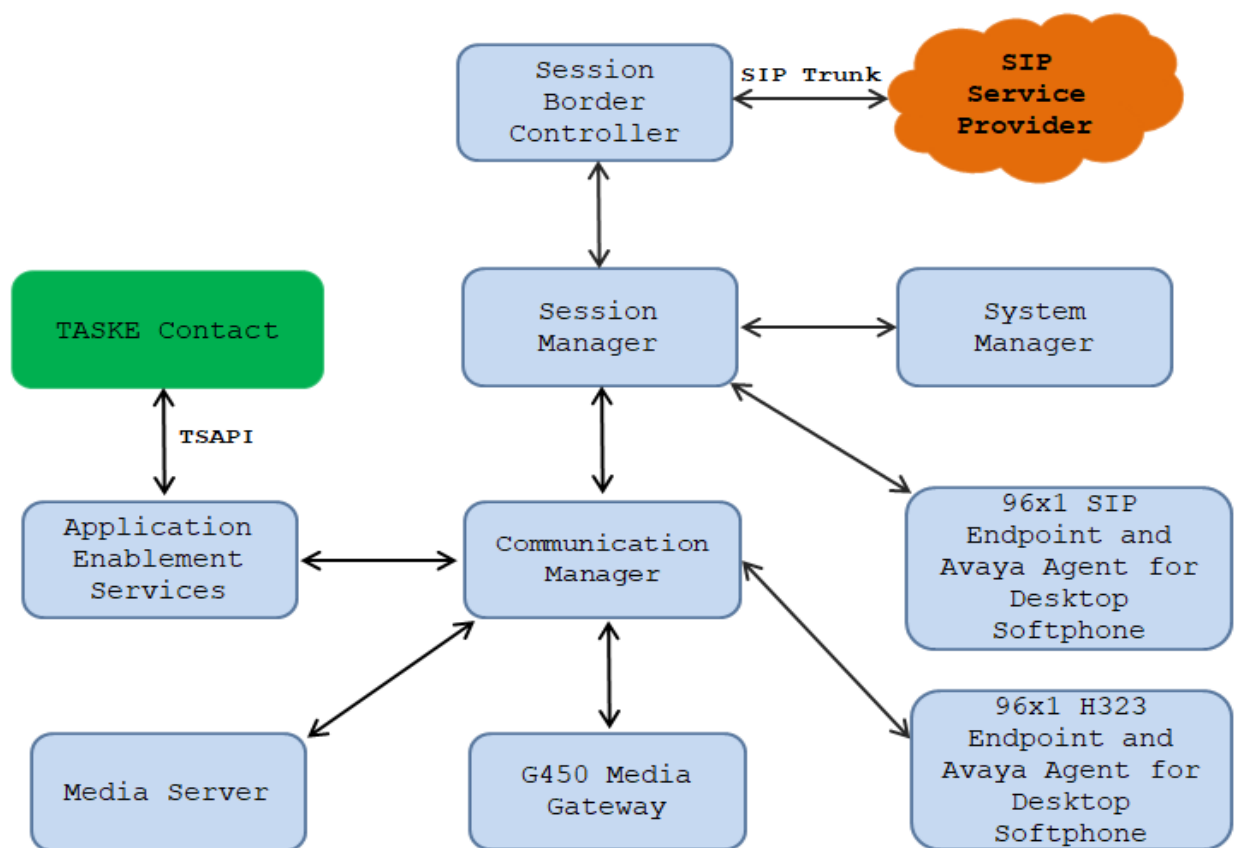 Session
Border
Controller
SIP Trunk
SIP
Service
Provider
TASKE Contact
Session
Manager
System
Manager
TSAPI
Application
Enablement
Services
Communication
Manager
96x1 SIP
Endpoint and
Avaya Agent for
Desktop
Softphone
Media Server
G450 Media
Gateway
96x1 H323
Endpoint and
Avaya Agent for
Desktop
Softphone